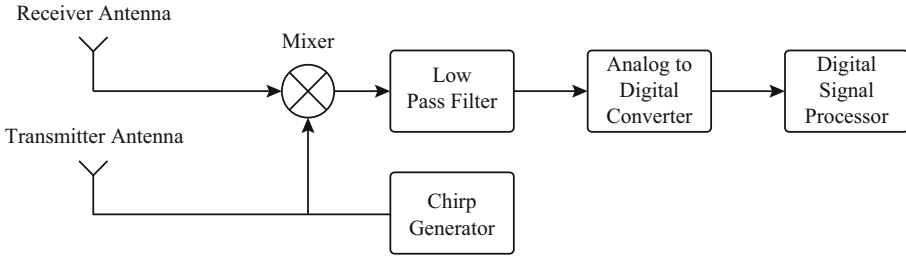 Receiver Antenna
Mixer
Low
Pass Filter
Analog to
Digital
Converter
Digital
Signal
Processor
Transmitter Antenna
Chirp
Generator